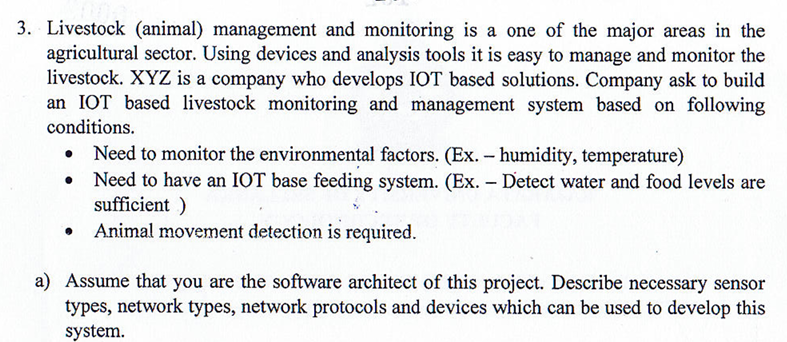 3. Livestock (animal) management and monitoring is a one of the major areas in the
agricultural sector. Using devices and analysis tools it is easy to manage and monitor the
livestock. XYZ is a company who develops IOT based solutions. Company ask to build
an IOT based livestock monitoring and management system based on following
conditions.
• Need to monitor the environmental factors. (Ex. – humidity, temperature)
• Need to have an IOT base feeding system. (Ex. – Detect water and food levels are
sufficient )
• Animal movement detection is required.
a) Assume that you are the software architect of this project. Describe necessary sensor
types, network types, network protocols and devices which can be used to develop this
system.